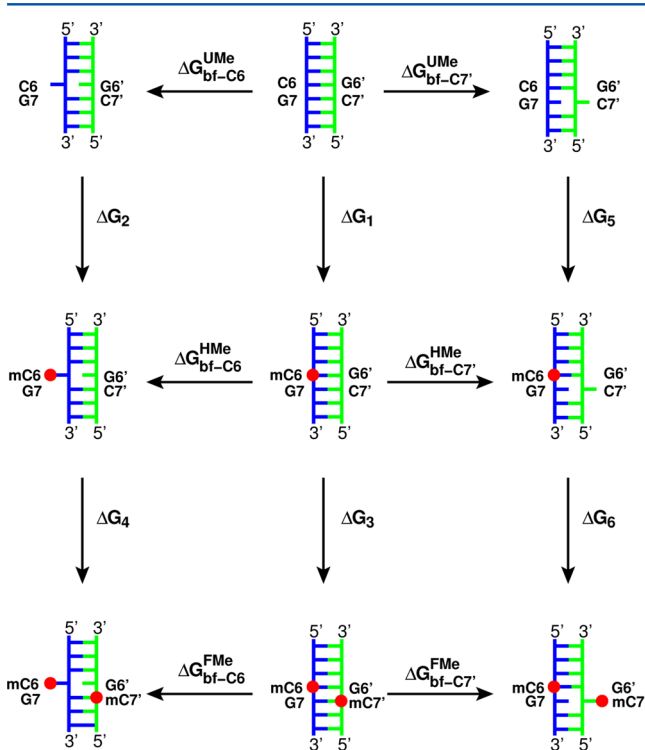 5' 3' 5' 3' 5' 3'
C6 G6' ΔG^UMe_bf–C6 C6 G6' ΔG^UMe_bf–C7' C6 G6'
G7 C7' G7 C7' G7 C7'
3' 5' 3' 5' 3' 5'
ΔG₂ ΔG₁ ΔG₅
5' 3' 5' 3' 5' 3'
mC6 G6' ΔG^HMe_bf–C6 mC6 G6' ΔG^HMe_bf–C7' mC6 G6'
G7 C7' G7 C7' G7 C7'
3' 5' 3' 5' 3' 5'
ΔG₄ ΔG₃ ΔG₆
5' 3' 5' 3' 5' 3'
mC6 G6' ΔG^FMe_bf–C6 mC6 G6' ΔG^FMe_bf–C7' mC6 G6'
G7 mC7' G7 mC7' G7 mC7'
3' 5' 3' 5' 3' 5'